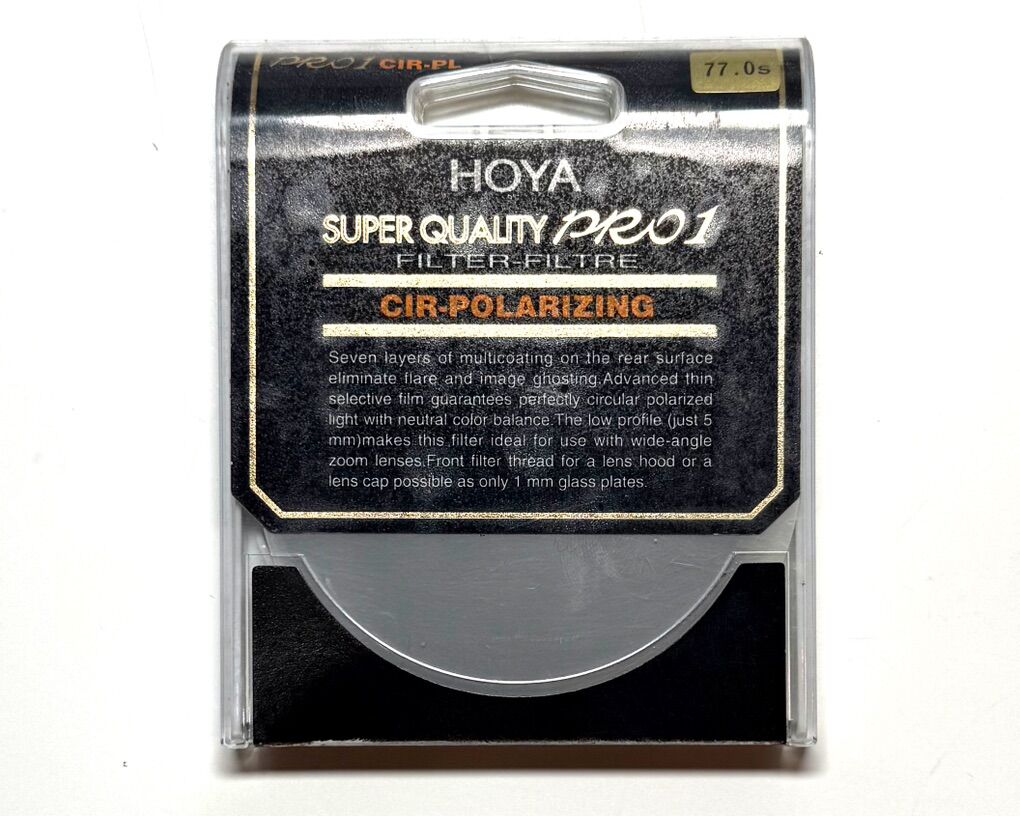 PRO1 CIR-PL
77.0s
HOYA
SUPER QUALITY PRO1
FILTER-FILTRE
CIR-POLARIZING
Seven layers of multicoating on the rear surface
eliminate flare and image ghosting.Advanced thin
selective film guarantees perfectly circular polarized
light with neutral color balance.The low profile (just 5
mm)makes this filter ideal for use with wide-angle
zoom lenses.Front filter thread for a lens hood or a
lens cap possible as only 1 mm glass plates.